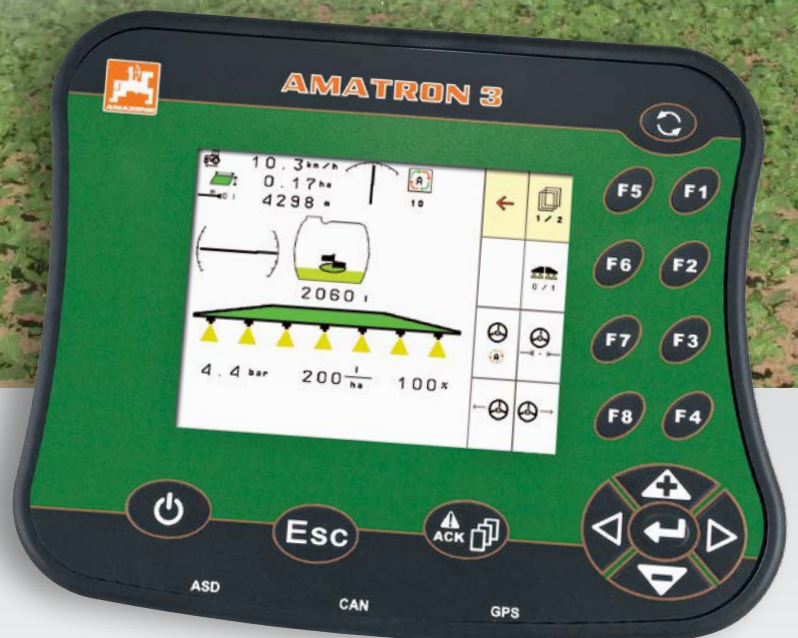 AMAZONE
AMATRON 3
10.3 km/h
0.17 ha
4298 m
A
10
1/2
2060 l
0/1
A
4.4 bar
200 l/ha
100%
F5
F1
F6
F2
F7
F3
F8
F4
Esc
ACK
ASD
CAN
GPS